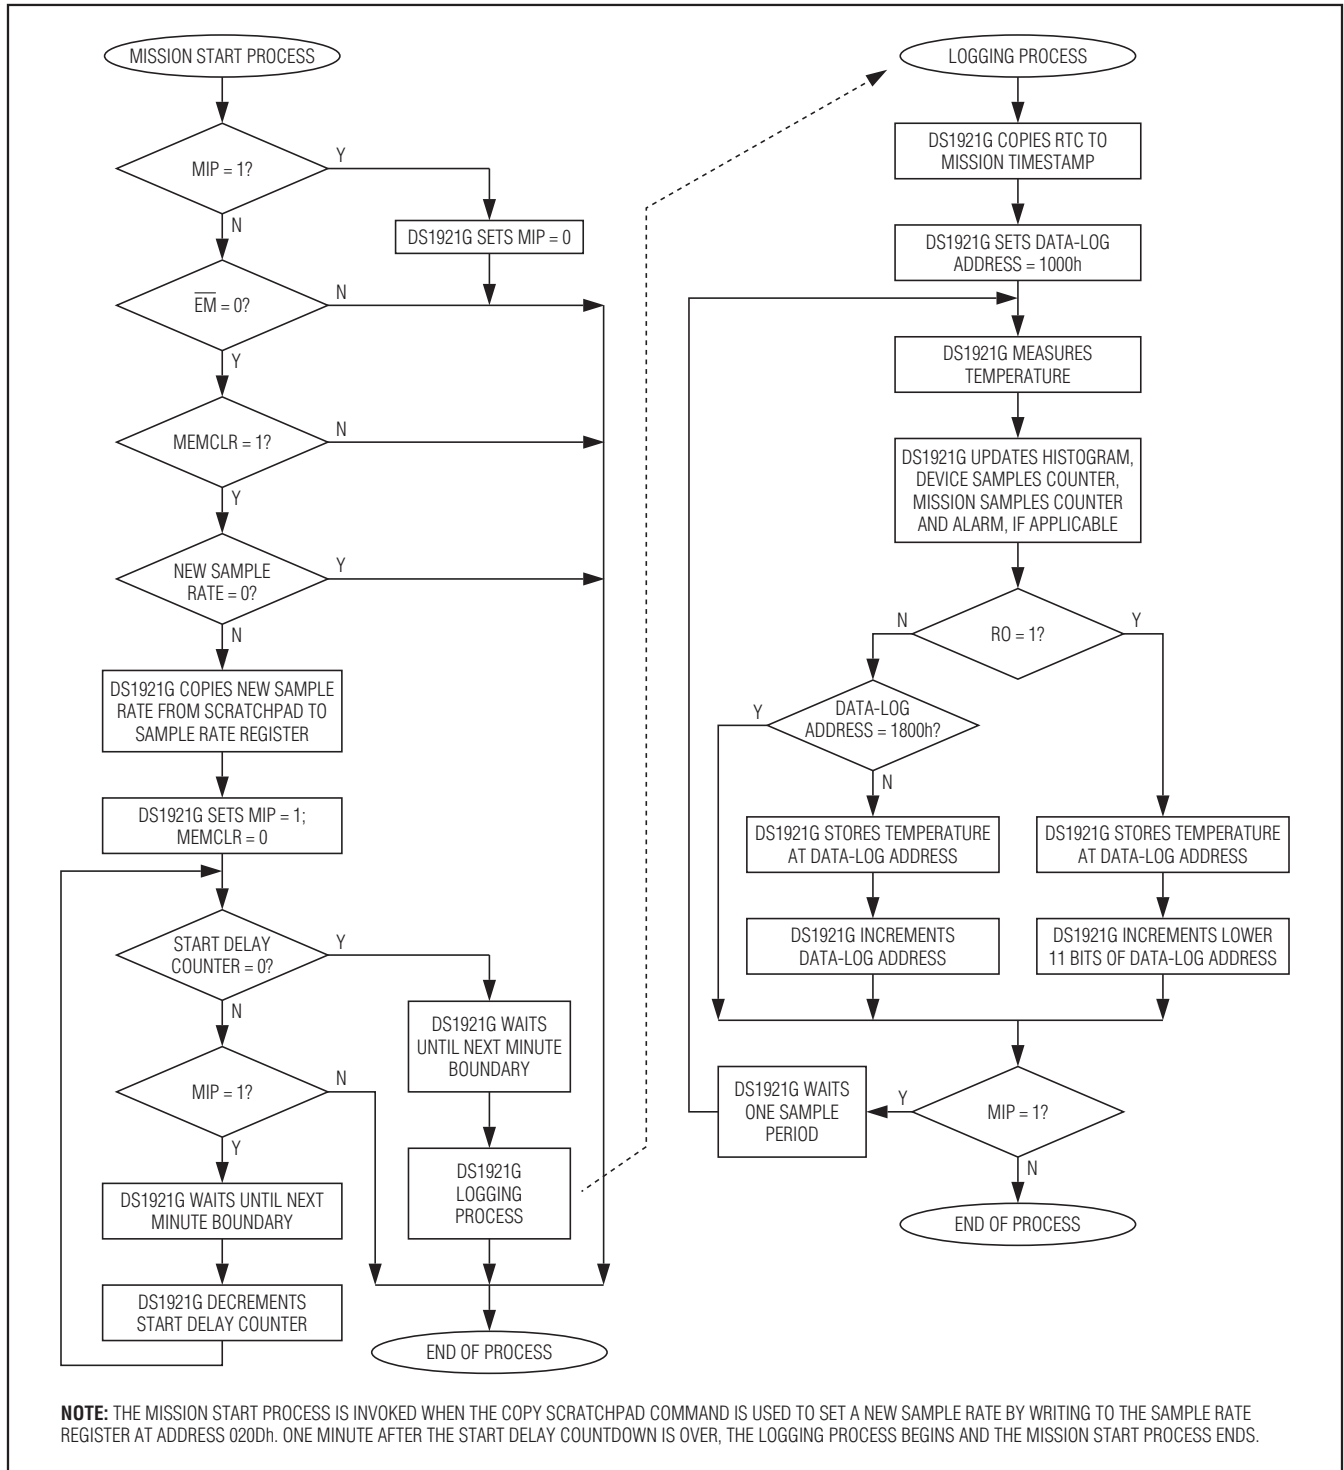 MISSION START PROCESS
MIP = 1?
Y
N
DS1921G SETS MIP = 0
EM = 0?
N
Y
MEMCLR = 1?
N
Y
NEW SAMPLE
RATE = 0?
Y
N
DS1921G COPIES NEW SAMPLE
RATE FROM SCRATCHPAD TO
SAMPLE RATE REGISTER
DS1921G SETS MIP = 1;
MEMCLR = 0
START DELAY
COUNTER = 0?
Y
N
DS1921G WAITS
UNTIL NEXT MINUTE
BOUNDARY
MIP = 1?
N
Y
DS1921G
LOGGING
PROCESS
DS1921G WAITS UNTIL NEXT
MINUTE BOUNDARY
DS1921G DECREMENTS
START DELAY COUNTER
END OF PROCESS
LOGGING PROCESS
DS1921G COPIES RTC TO
MISSION TIMESTAMP
DS1921G SETS DATA-LOG
ADDRESS = 1000h
DS1921G MEASURES
TEMPERATURE
DS1921G UPDATES HISTOGRAM,
DEVICE SAMPLES COUNTER,
MISSION SAMPLES COUNTER
AND ALARM, IF APPLICABLE
RO = 1?
N
Y
DATA-LOG
ADDRESS = 1800h?
Y
N
DS1921G STORES TEMPERATURE
AT DATA-LOG ADDRESS
DS1921G INCREMENTS
DATA-LOG ADDRESS
DS1921G STORES TEMPERATURE
AT DATA-LOG ADDRESS
DS1921G INCREMENTS LOWER
11 BITS OF DATA-LOG ADDRESS
MIP = 1?
Y
N
DS1921G WAITS
ONE SAMPLE
PERIOD
END OF PROCESS
NOTE: THE MISSION START PROCESS IS INVOKED WHEN THE COPY SCRATCHPAD COMMAND IS USED TO SET A NEW SAMPLE RATE BY WRITING TO THE SAMPLE RATE
REGISTER AT ADDRESS 020Dh. ONE MINUTE AFTER THE START DELAY COUNTDOWN IS OVER, THE LOGGING PROCESS BEGINS AND THE MISSION START PROCESS ENDS.